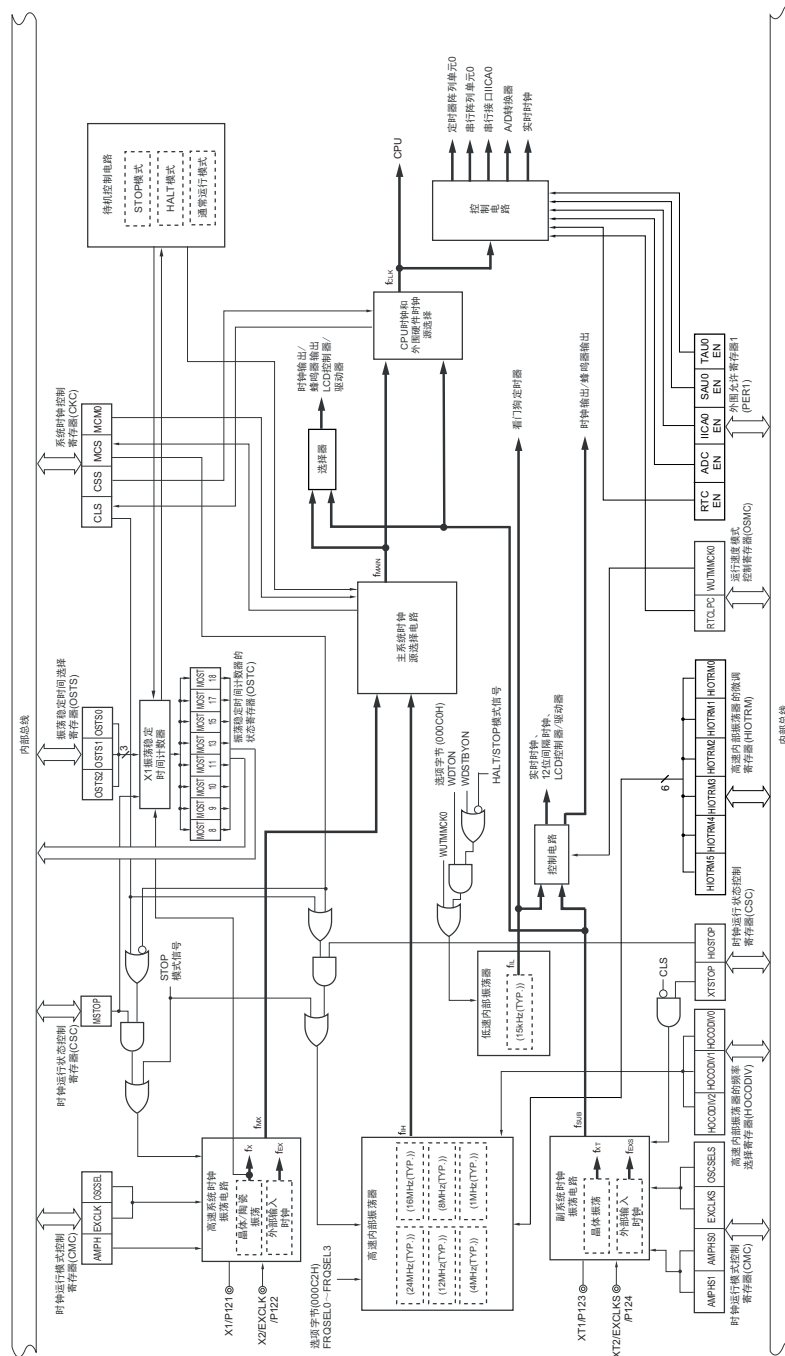 内部总线
时钟运行模式控制
寄存器(CMC)
AMPH EXCLK OSCSEL
时钟运行状态控制
寄存器(CSC)
MSTOP
振荡稳定时间选择
寄存器(OSTS)
OSTS2 OSTS1 OSTS0
3
系统时钟控制
寄存器(CKC)
CLS CSS MCS MCM0
待机控制电路
STOP模式
HALT模式
通常运行模式
STOP
模式信号
X1振荡稳定
时间计数器
MOST 8
MOST 9
MOST 10
MOST 11
MOST 13
MOST 15
MOST 17
MOST 18
振荡稳定时间计数器的
状态寄存器(OSTC)
X1/P121
X2/EXCLK
/P122
高速系统时钟
振荡电路
晶体/陶瓷
振荡
fX
外部输入
时钟
fEX
fMX
选项字节(000C2H)
FRQSEL0～FRQSEL3
高速内部振荡器
(24MHz(TYP.))
(16MHz(TYP.))
(12MHz(TYP.))
(8MHz(TYP.))
(4MHz(TYP.))
(1MHz(TYP.))
fIH
主系统时钟
源选择电路
fMAIN
选择器
时钟输出/
蜂鸣器输出
LCD控制器/
驱动器
CPU时钟和
外围硬件时钟
源选择
fCLK
CPU
控制
电路
定时器阵列单元0
串行阵列单元0
串行接口IICA0
A/D转换器
实时时钟
选项字节 (000C0H)
WUTMMCK0
WDTON
WDSTBYON
HALT/STOP模式信号
低速内部振荡器
(15kHz(TYP.))
fIL
看门狗定时器
控制电路
实时时钟、
12位间隔时钟、
LCD控制器/驱动器
时钟输出/蜂鸣器输出
XT1/P123
XT2/EXCLKS
/P124
副系统时钟
振荡电路
晶体振荡
fXT
外部输入
时钟
fEXS
fSUB
CLS
6
AMPHS1 AMPHS0 EXCLKS OSCSELS
时钟运行模式控制
寄存器(CMC)
HOCODIV2 HOCODIV1 HOCODIV0
高速内部振荡器的频率
选择寄存器(HOCODIV)
XTSTOP HIOSTOP
时钟运行状态控制
寄存器(CSC)
HIOTRM5 HIOTRM4 HIOTRM3 HIOTRM2 HIOTRM1 HIOTRM0
高速内部振荡器的微调
寄存器(HIOTRM)
RTCLPC WUTMMCK0
运行速度模式
控制寄存器(OSMC)
RTC EN
ADC EN
IICA0 EN
SAU0 EN
TAU0 EN
外围允许寄存器1
(PER1)
内部总线